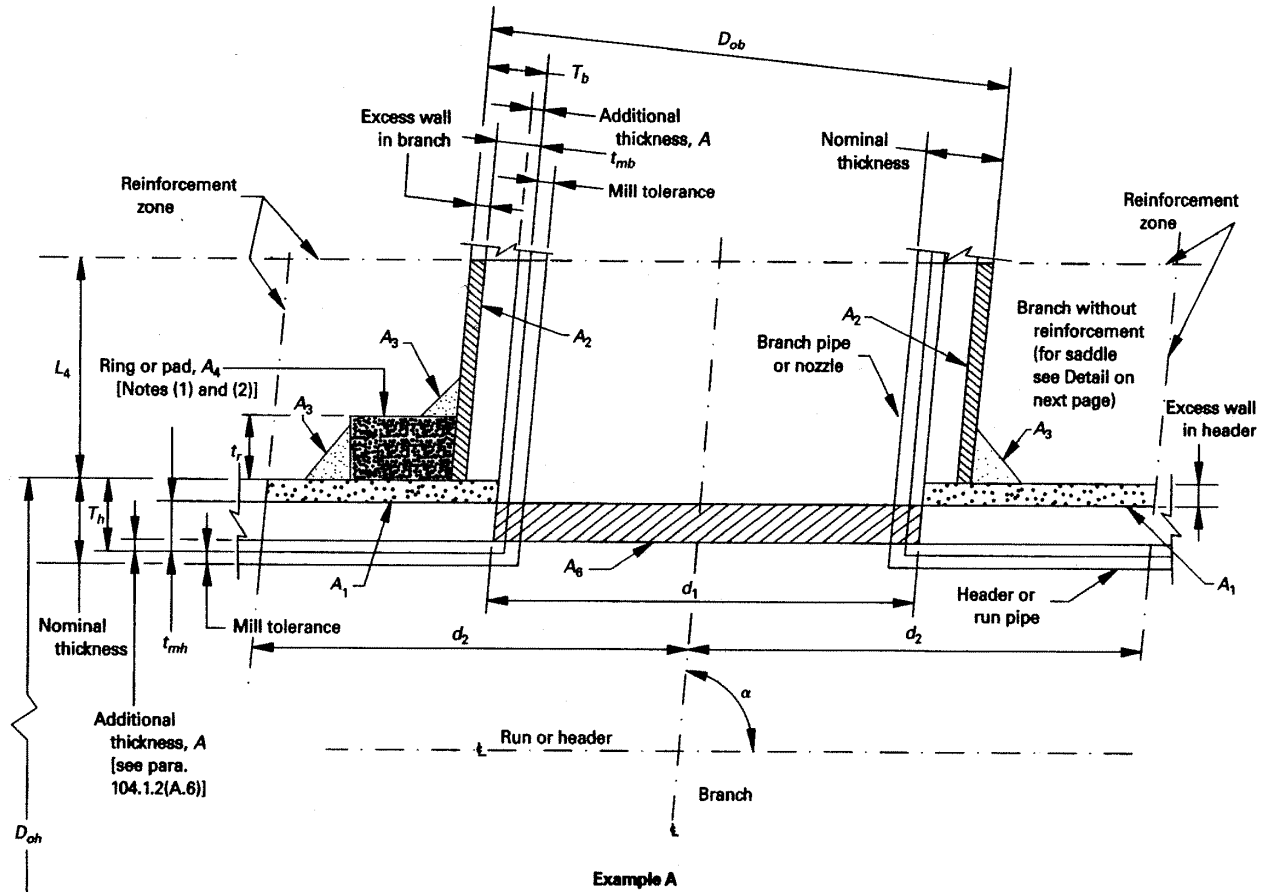 D_ob
T_b
Excess wall
in branch
Additional
thickness, A
t_mb
Mill tolerance
Nominal
thickness
Reinforcement
zone
Reinforcement
zone
L_4
Ring or pad, A_4
[Notes (1) and (2)]
A_3
A_2
A_3
t_r
Branch pipe
or nozzle
A_2
Branch without
reinforcement
(for saddle
see Detail on
next page)
A_3
Excess wall
in header
T_h
A_1
A_6
A_1
Header or
run pipe
d_1
Nominal
thickness
t_mh
Mill tolerance
d_2
d_2
α
Additional
thickness, A
[see para.
104.1.2(A.6)]
Run or header
Branch
D_oh
Example A